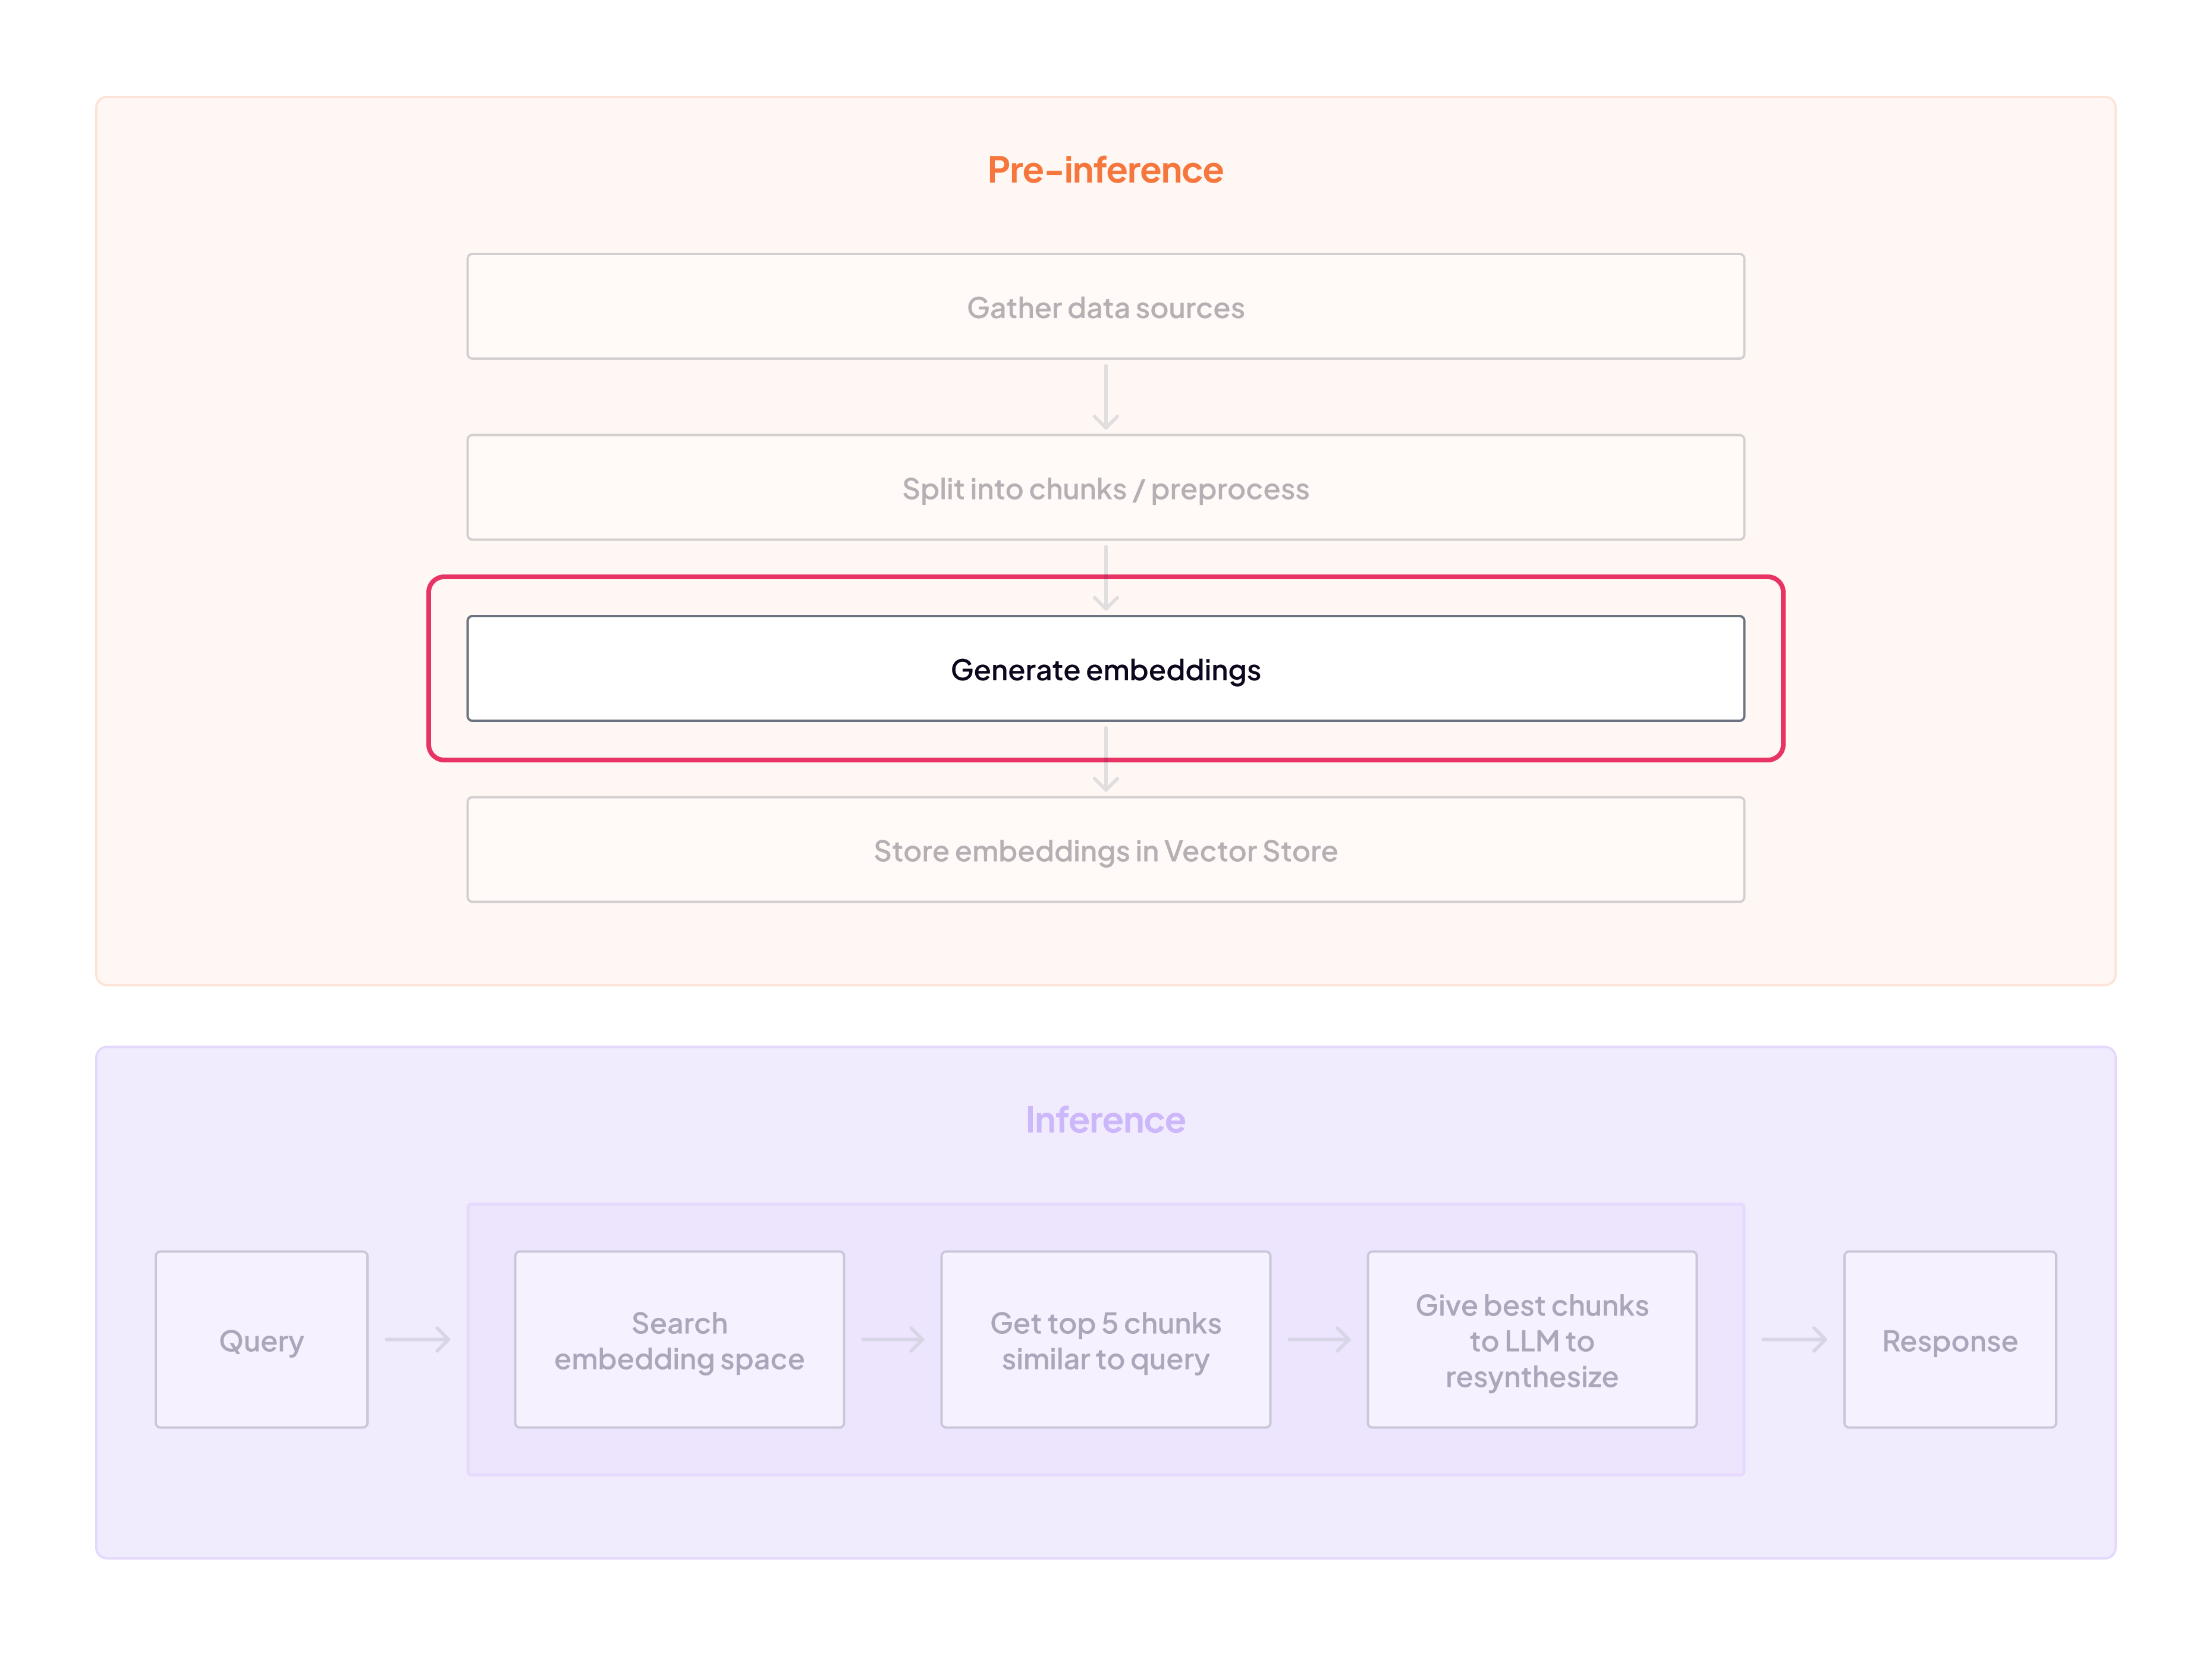 Pre-inference
Gather data sources
Split into chunks / preprocess
Generate embeddings
Store embeddings in Vector Store
Inference
Query
Search
embedding space
Get top 5 chunks
similar to query
Give best chunks
to LLM to
resynthesize
Response